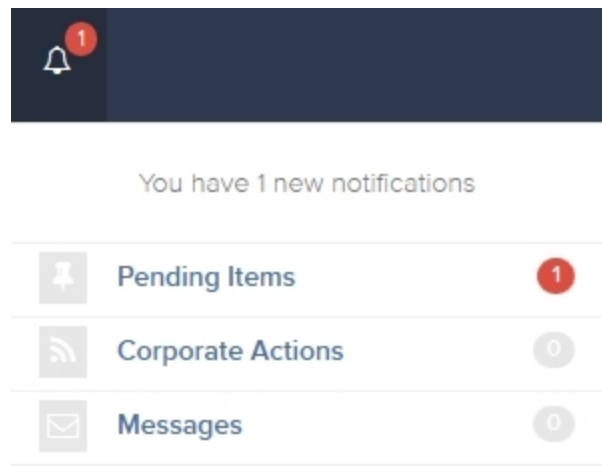 1
You have 1 new notifications
Pending Items 1
Corporate Actions 0
Messages 0